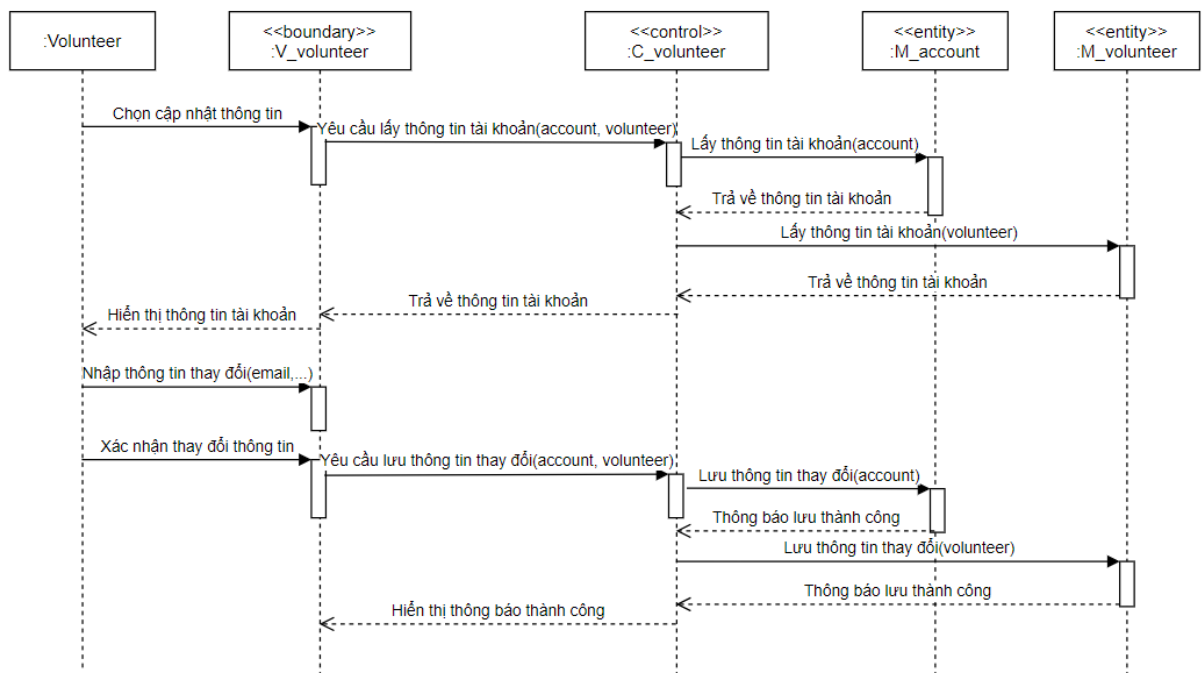 :Volunteer
<<boundary>>
:V_volunteer
<<control>>
:C_volunteer
<<entity>>
:M_account
<<entity>>
:M_volunteer
Chọn cập nhật thông tin
Yêu cầu lấy thông tin tài khoản(account, volunteer)
Lấy thông tin tài khoản(account)
Trả về thông tin tài khoản
Lấy thông tin tài khoản(volunteer)
Trả về thông tin tài khoản
Trả về thông tin tài khoản
Hiển thị thông tin tài khoản
Nhập thông tin thay đổi(email,...)
Xác nhận thay đổi thông tin
Yêu cầu lưu thông tin thay đổi(account, volunteer)
Lưu thông tin thay đổi(account)
Thông báo lưu thành công
Lưu thông tin thay đổi(volunteer)
Thông báo lưu thành công
Hiển thị thông báo thành công